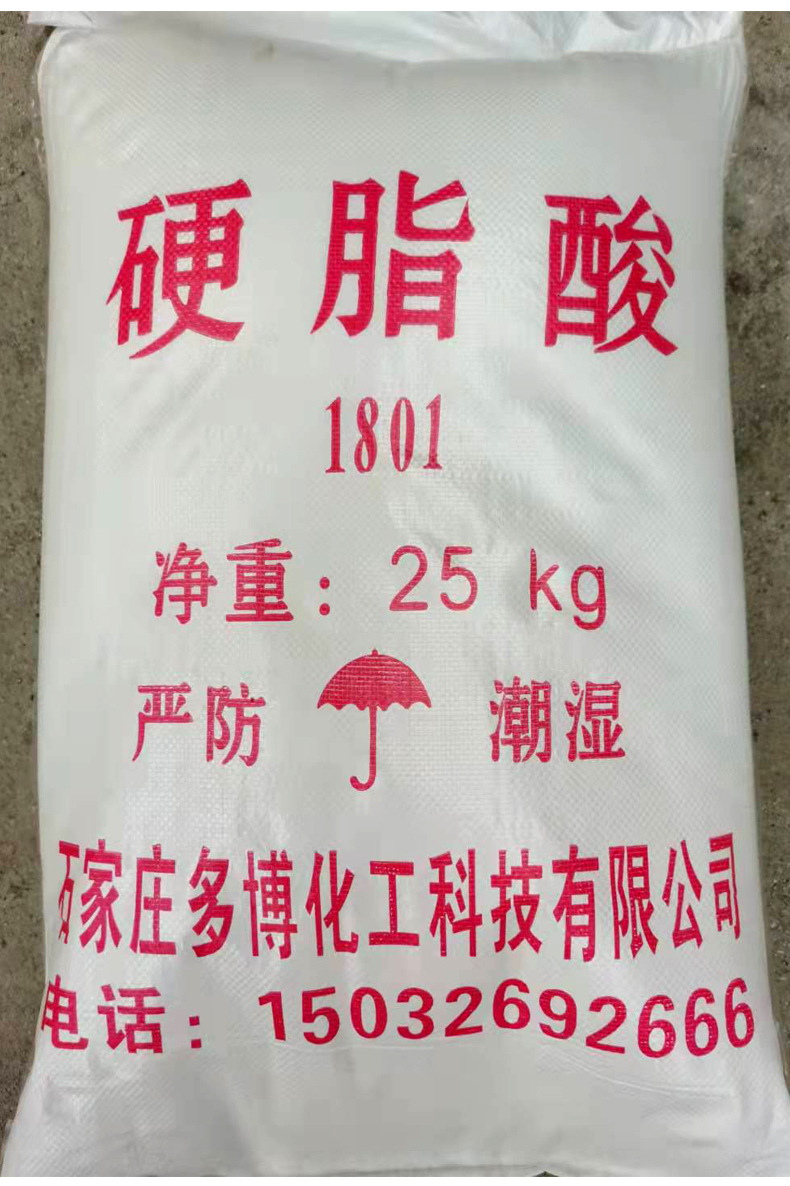 硬脂酸
1801
净重：25 kg
严防 潮湿
石家庄多博化工科技有限公司
电话：15032692666